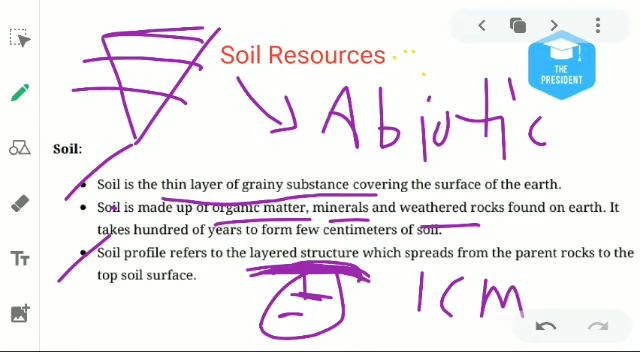 Soil Resources
THE
PRESIDENT
Abiotic
Soil:
Soil is the thin layer of grainy substance covering the surface of the earth.
Soil is made up of organic matter, minerals and weathered rocks found on earth. It
takes hundred of years to form few centimeters of soil.
Soil profile refers to the layered structure which spreads from the parent rocks to the
top soil surface.
1 cm
TT